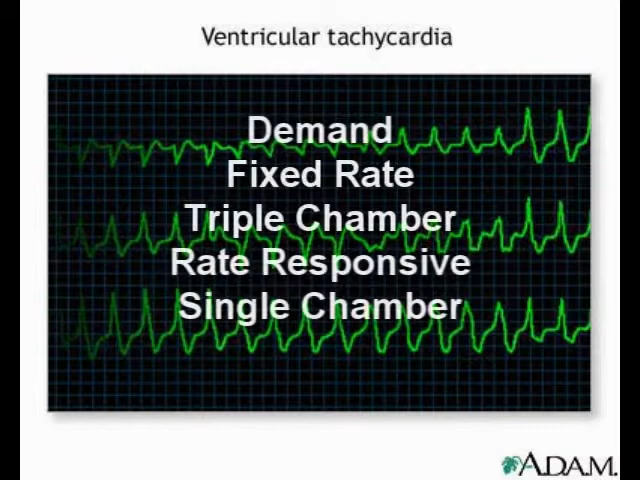 Ventricular tachycardia
Demand
Fixed Rate
Triple Chamber
Rate Responsive
Single Chamber
A.D.A.M.